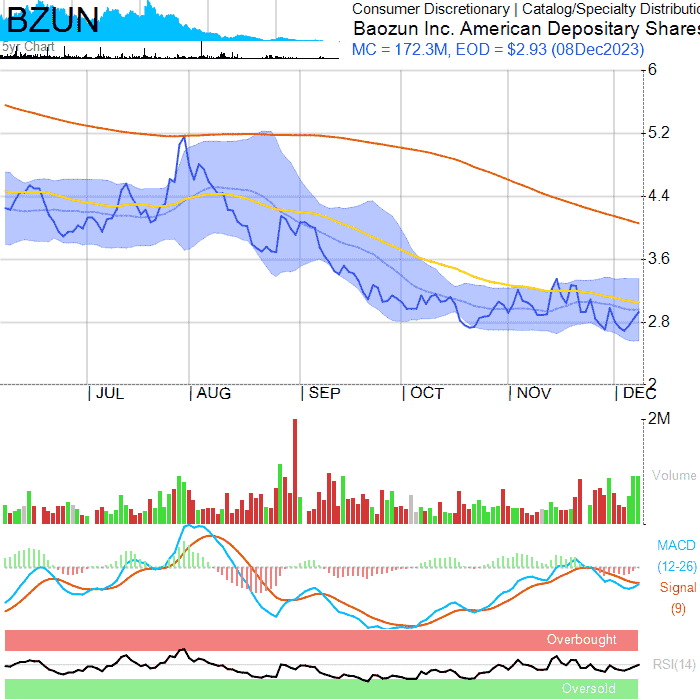 BZUN
5yr Chart
Consumer Discretionary | Catalog/Specialty Distributio
Baozun Inc. American Depositary Shares
MC = 172.3M, EOD = $2.93 (08Dec2023)
6
5.2
4.4
3.6
2.8
2
JUL AUG SEP OCT NOV DEC
2M
Volume
MACD
(12-26)
Signal
(9)
Overbought
RSI(14)
Oversold